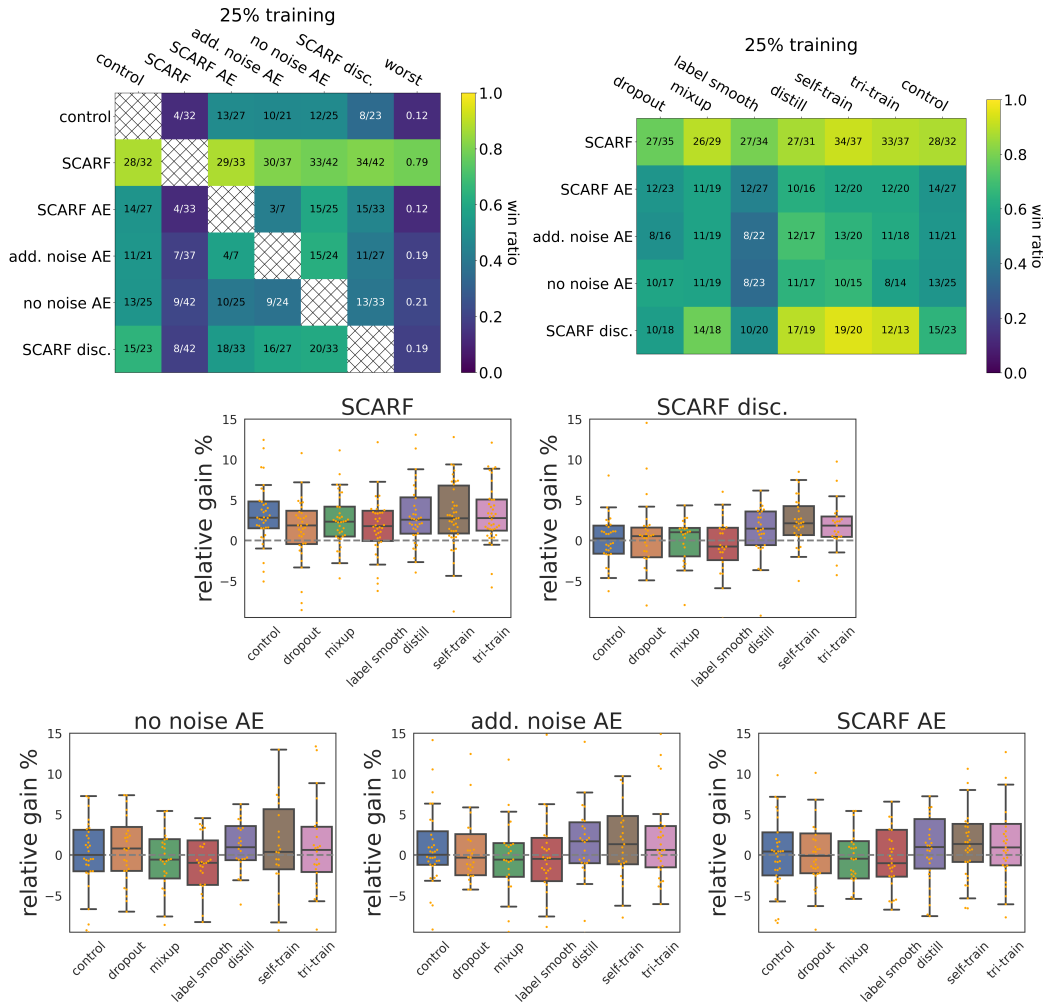 25% training
control SCARF SCARF AE add. noise AE no noise AE SCARF disc. worst
control 4/32 13/27 10/21 12/25 8/23 0.12
SCARF 28/32 29/33 30/37 33/42 34/42 0.79
SCARF AE 14/27 4/33 3/7 15/25 15/33 0.12
add. noise AE 11/21 7/37 4/7 15/24 11/27 0.19
no noise AE 13/25 9/42 10/25 9/24 13/33 0.21
SCARF disc. 15/23 8/42 18/33 16/27 20/33 0.19
1.0
0.8
0.6
0.4
0.2
0.0
win ratio
25% training
dropout mixup label smooth distill self-train tri-train control
SCARF 27/35 26/29 27/34 27/31 34/37 33/37 28/32
SCARF AE 12/23 11/19 12/27 10/16 12/20 12/20 14/27
add. noise AE 8/16 11/19 8/22 12/17 13/20 11/18 11/21
no noise AE 10/17 11/19 8/23 11/17 10/15 8/14 13/25
SCARF disc. 10/18 14/18 10/20 17/19 19/20 12/13 15/23
1.0
0.8
0.6
0.4
0.2
0.0
win ratio
SCARF
relative gain %
15
10
5
0
−5
control dropout mixup label smooth distill self-train tri-train
SCARF disc.
relative gain %
15
10
5
0
−5
control dropout mixup label smooth distill self-train tri-train
no noise AE
relative gain %
15
10
5
0
−5
control dropout mixup label smooth distill self-train tri-train
add. noise AE
relative gain %
15
10
5
0
−5
control dropout mixup label smooth distill self-train tri-train
SCARF AE
relative gain %
15
10
5
0
−5
control dropout mixup label smooth distill self-train tri-train